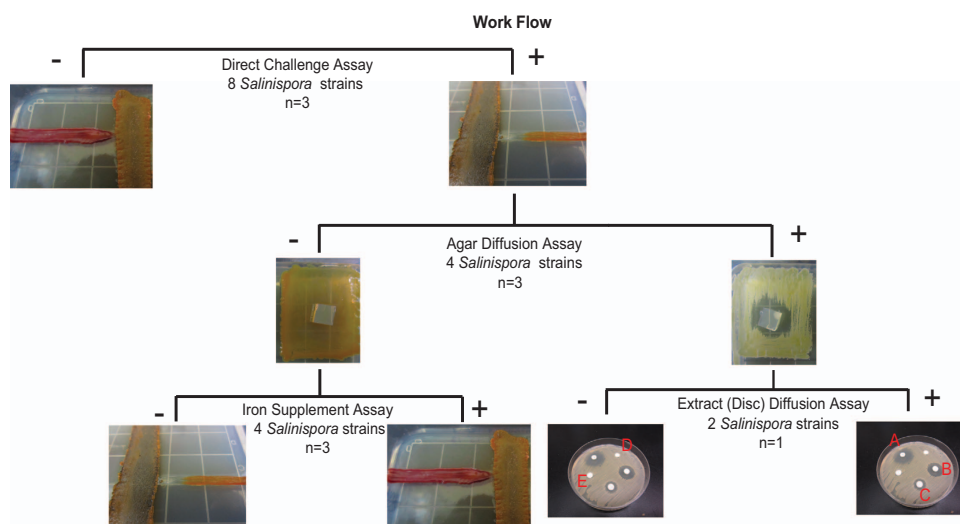 Work Flow
- +
Direct Challenge Assay
8 Salinispora strains
n=3
- +
Agar Diffusion Assay
4 Salinispora strains
n=3
- +
Iron Supplement Assay
4 Salinispora strains
n=3
- +
Extract (Disc) Diffusion Assay
2 Salinispora strains
n=1
D
E
A
B
C